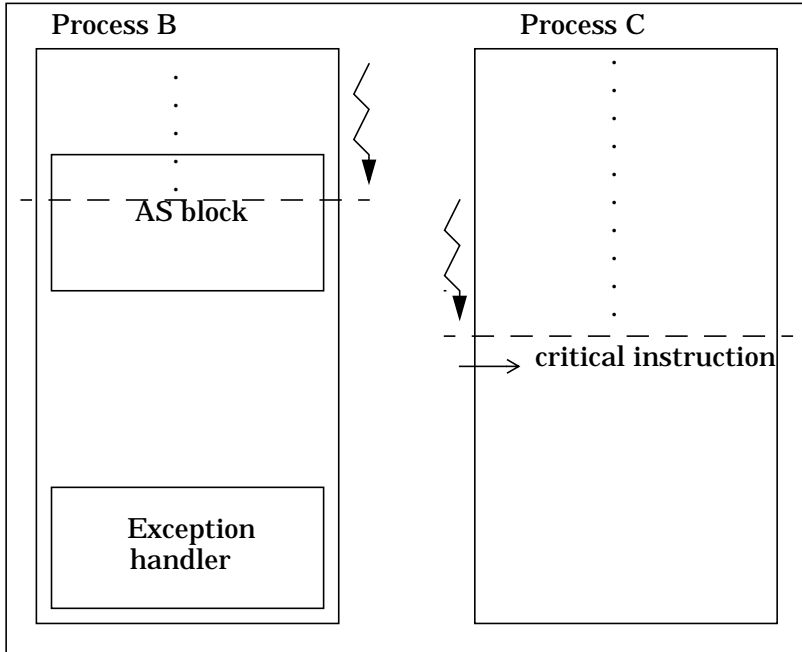 Process B
Process C
AS block
critical instruction
Exception
handler